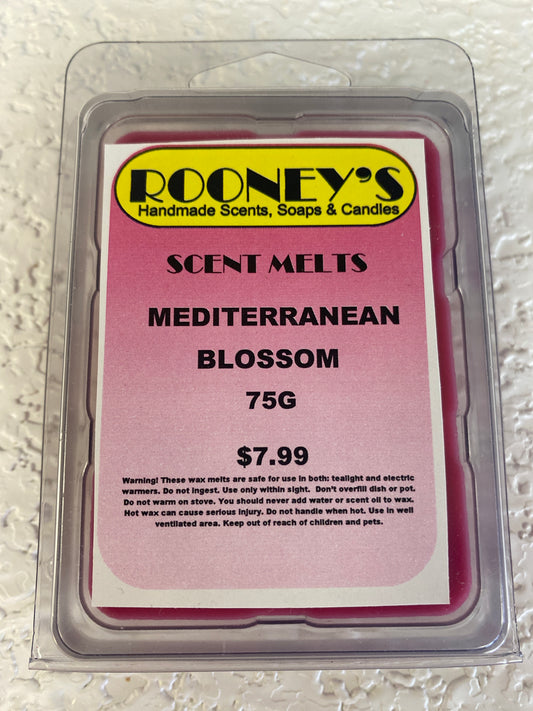 ROONEY'S
Handmade Scents, Soaps & Candles
SCENT MELTS
MEDITERRANEAN
BLOSSOM
75G
$7.99
Warning! These wax melts are safe for use in both: tealight and electric
warmers. Do not ingest. Use only within sight. Don't overfill dish or pot.
Do not warm on stove. You should never add water or scent oil to wax.
Hot wax can cause serious injury. Do not handle when hot. Use in well
ventilated area. Keep out of reach of children and pets.